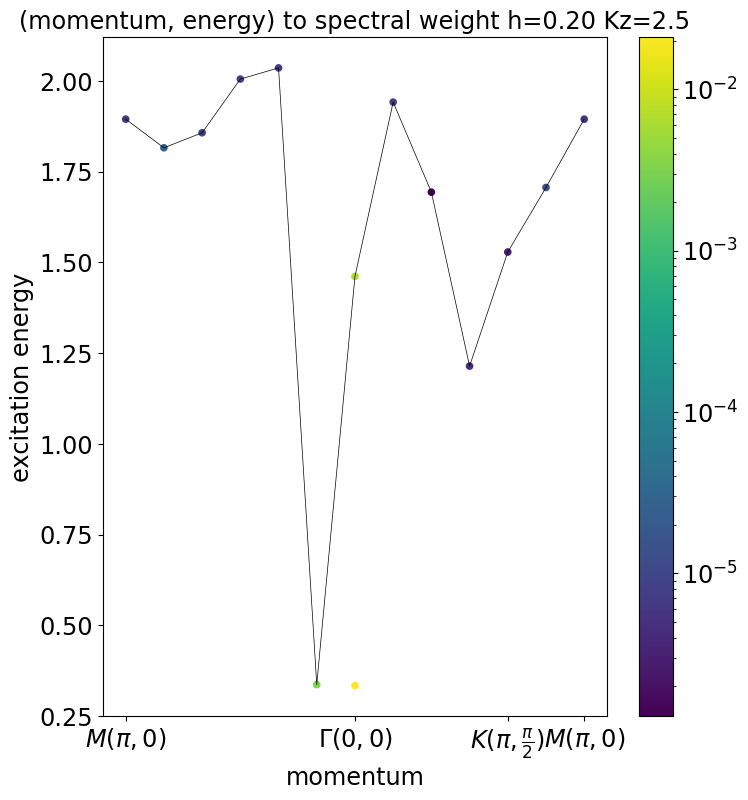 (momentum, energy) to spectral weight h=0.20 Kz=2.5
2.00
1.75
1.50
1.25
1.00
0.75
0.50
0.25
excitation energy
M(π, 0)
Γ(0, 0)
K(π, π/2)
M(π, 0)
momentum
10⁻²
10⁻³
10⁻⁴
10⁻⁵